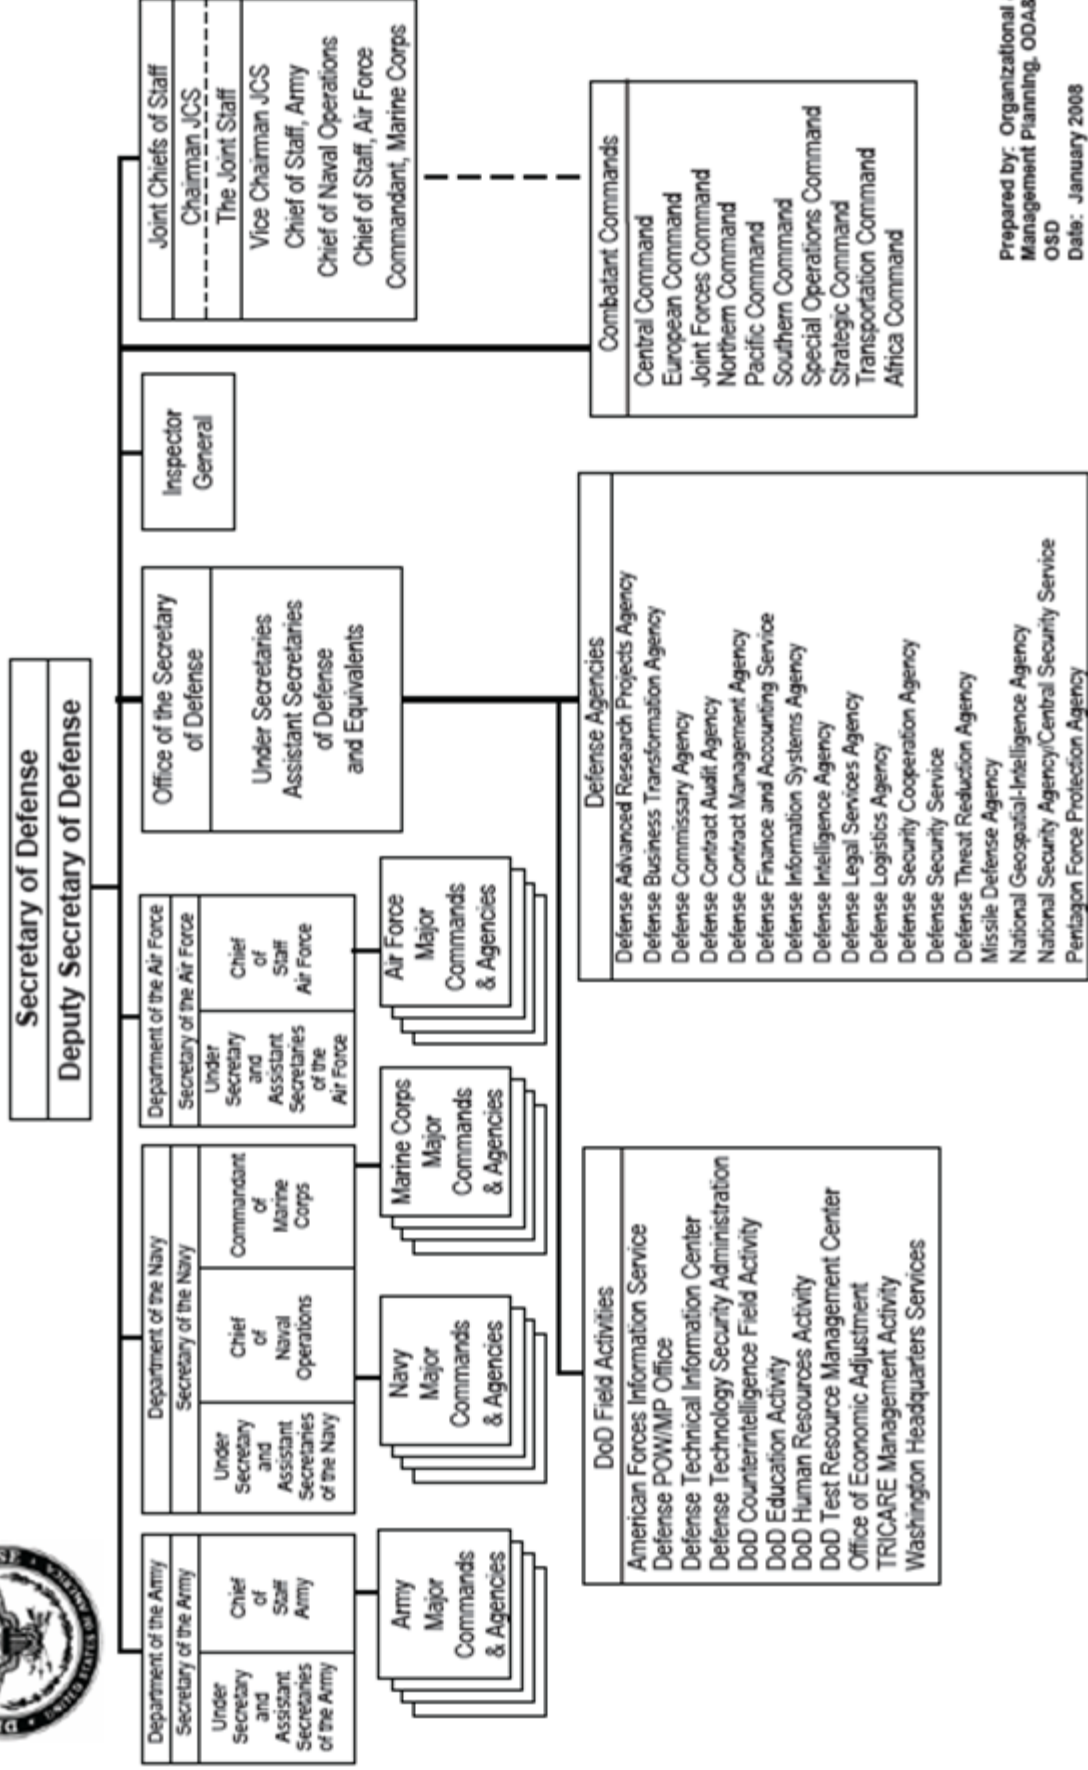 Secretary of Defense
Deputy Secretary of Defense
Department of the Army
Secretary of the Army
Under
Secretary
and
Assistant
Secretaries
of the Army
Chief
of
Staff
Army
Army
Major
Commands
& Agencies
Department of the Navy
Secretary of the Navy
Under
Secretary
and
Assistant
Secretaries
of the Navy
Chief
of
Naval
Operations
Commandant
of
Marine
Corps
Navy
Major
Commands
& Agencies
Marine Corps
Major
Commands
& Agencies
Department of the Air Force
Secretary of the Air Force
Under
Secretary
and
Assistant
Secretaries
of the
Air Force
Chief
of
Staff
Air Force
Air Force
Major
Commands
& Agencies
Office of the Secretary
of Defense
Under Secretaries
Assistant Secretaries
of Defense
and Equivalents
Inspector
General
Joint Chiefs of Staff
Chairman JCS
The Joint Staff
Vice Chairman JCS
Chief of Staff, Army
Chief of Naval Operations
Chief of Staff, Air Force
Commandant, Marine Corps
DoD Field Activities
American Forces Information Service
Defense POW/MP Office
Defense Technical Information Center
Defense Technology Security Administration
DoD Counterintelligence Field Activity
DoD Education Activity
DoD Human Resources Activity
DoD Test Resource Management Center
Office of Economic Adjustment
TRICARE Management Activity
Washington Headquarters Services
Defense Agencies
Defense Advanced Research Projects Agency
Defense Business Transformation Agency
Defense Commissary Agency
Defense Contract Audit Agency
Defense Contract Management Agency
Defense Finance and Accounting Service
Defense Information Systems Agency
Defense Intelligence Agency
Defense Legal Services Agency
Defense Logistics Agency
Defense Security Cooperation Agency
Defense Security Service
Defense Threat Reduction Agency
Missile Defense Agency
National Geospatial-Intelligence Agency
National Security Agency/Central Security Service
Pentagon Force Protection Agency
Combatant Commands
Central Command
European Command
Joint Forces Command
Northern Command
Pacific Command
Southern Command
Special Operations Command
Strategic Command
Transportation Command
Africa Command
Prepared by: Organizational
Management Planning, ODA&
OSD
Date: January 2008